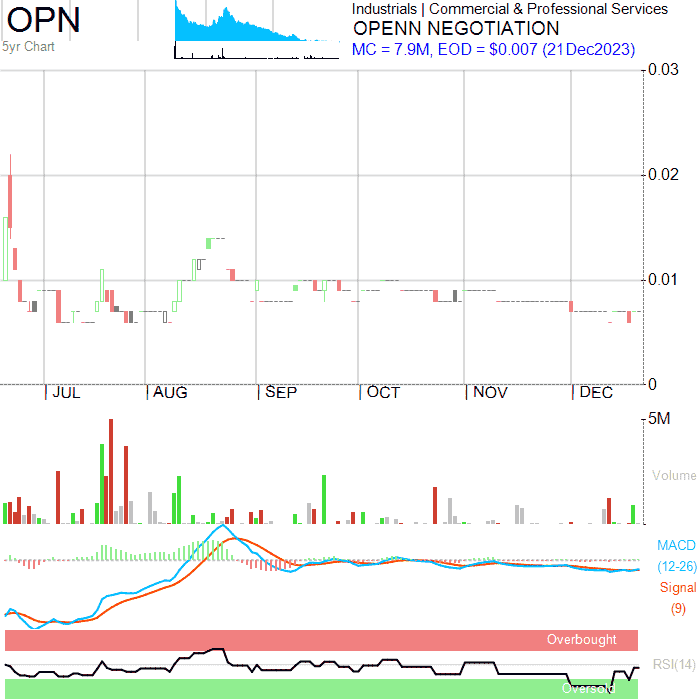 OPN
5yr Chart
Industrials | Commercial & Professional Services
OPENN NEGOTIATION
MC = 7.9M, EOD = $0.007 (21Dec2023)
0.03
0.02
0.01
0
JUL AUG SEP OCT NOV DEC
5M
Volume
MACD
(12-26)
Signal
(9)
Overbought
RSI(14)
Oversold